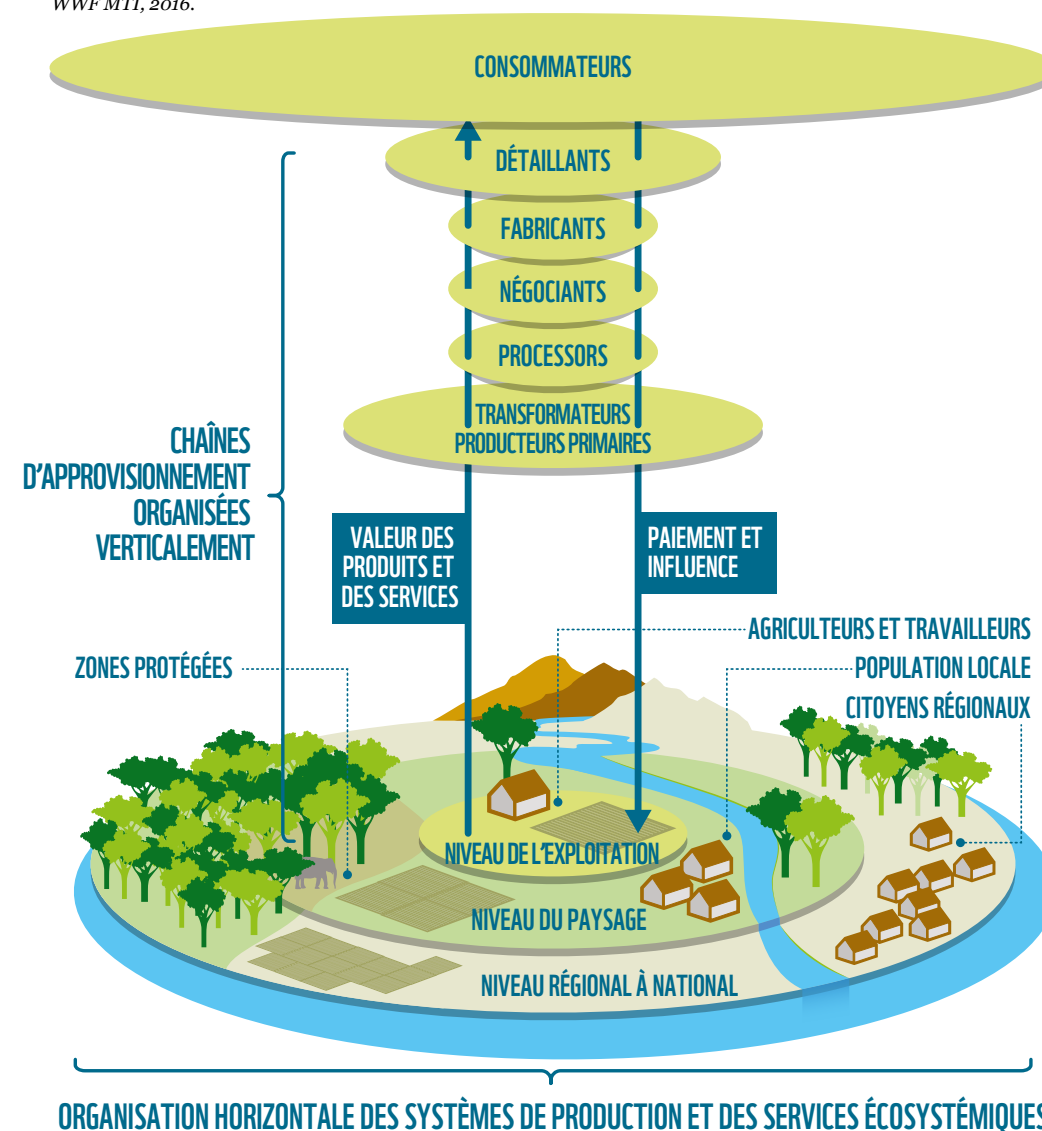 WWF MTI, 2016.
CONSOMMATEURS
DÉTAILLANTS
FABRICANTS
NÉGOCIANTS
PROCESSORS
TRANSFORMATEURS
PRODUCTEURS PRIMAIRES
CHAÎNES
D'APPROVISIONNEMENT
ORGANISÉES
VERTICALEMENT
VALEUR DES
PRODUITS ET
DES SERVICES
PAIEMENT ET
INFLUENCE
AGRICULTEURS ET TRAVAILLEURS
ZONES PROTÉGÉES
POPULATION LOCALE
CITOYENS RÉGIONAUX
NIVEAU DE L'EXPLOITATION
NIVEAU DU PAYSAGE
NIVEAU RÉGIONAL À NATIONAL
ORGANISATION HORIZONTALE DES SYSTÈMES DE PRODUCTION ET DES SERVICES ÉCOSYSTÉMIQUES